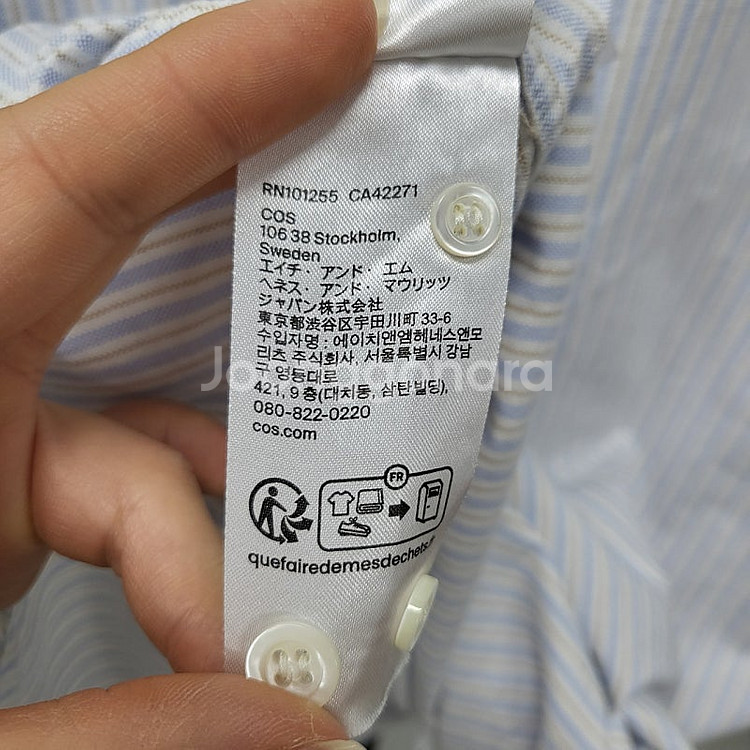 RN101255 CA42271
COS
106 38 Stockholm,
Sweden
エイチ・アンド・エム
ヘネス・アンド・マウリッツ
ジャパン株式会社
東京都渋谷区宇田川町 33-6
수입자명 : 에이치앤엠헤네스앤모
리츠 주식회사, 서울특별시 강남
구 영동대로
421, 9 층(대치동, 삼탄빌딩),
080-822-0220
cos.com
FR
quefairedemesdechets.fr